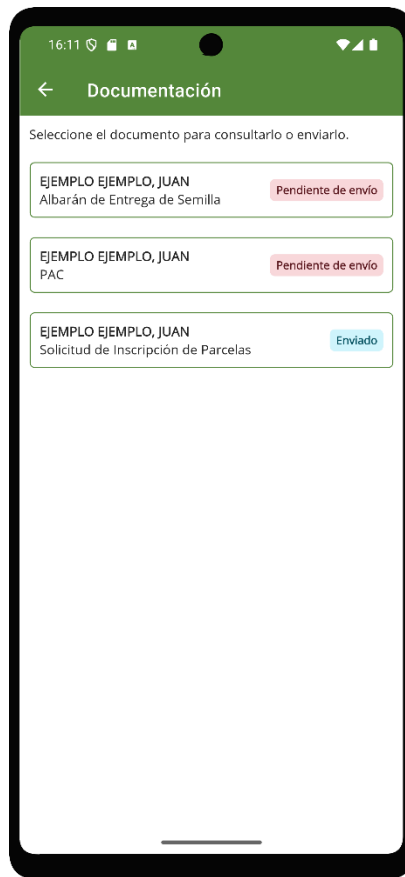 16:11
Documentación
Seleccione el documento para consultarlo o enviarlo.
EJEMPLO EJEMPLO, JUAN
Albarán de Entrega de Semilla
Pendiente de envío
EJEMPLO EJEMPLO, JUAN
PAC
Pendiente de envío
EJEMPLO EJEMPLO, JUAN
Solicitud de Inscripción de Parcelas
Enviado